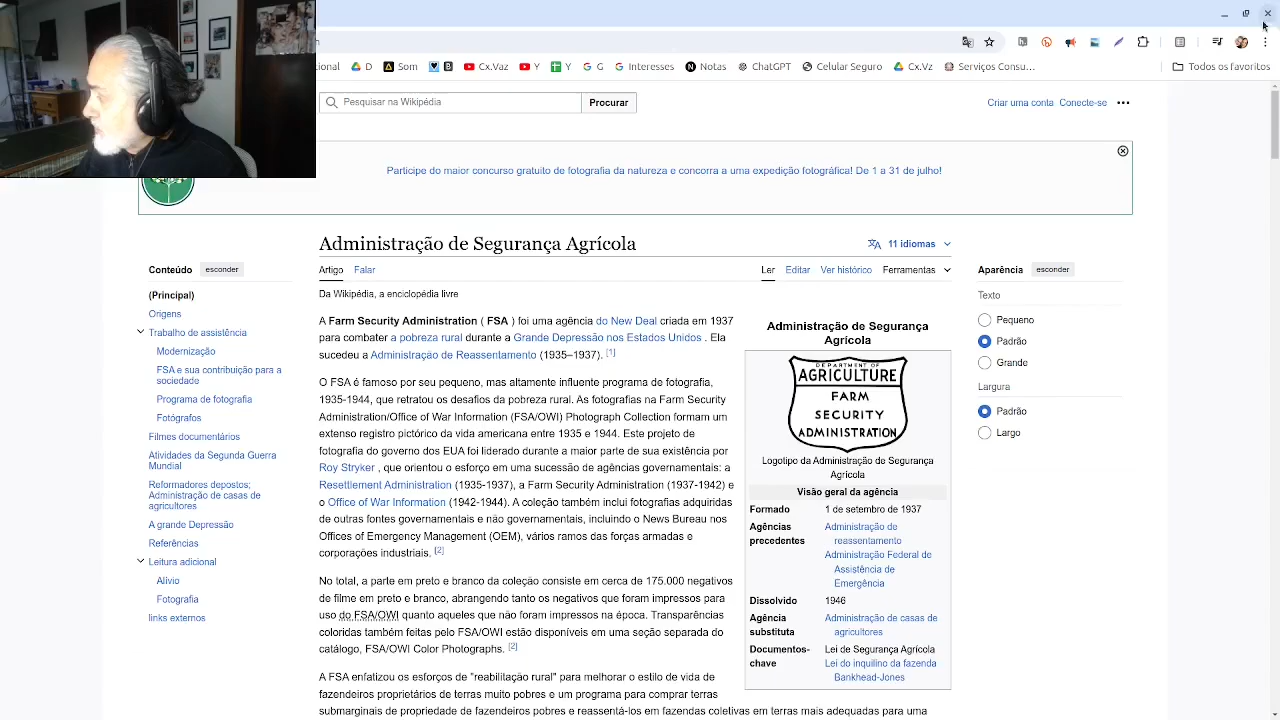 D
Som
B
Cx.Vz
Y
Y
G
Interesses
Notas
ChatGPT
Celular Seguro
Cx.Vz
Todos os favoritos
Pesquisar na Wikipédia
Procurar
Criar uma conta Conecte-se
Participe do maior concurso gratuito de fotografia da natureza e concorra a uma expedição fotográfica! De 1 a 31 de julho!
Administração de Segurança Agrícola
11 idiomas
Artigo Falar
Ler Editar Ver histórico Ferramentas
Da Wikipédia, a enciclopédia livre
Conteúdo esconder
(Principal)
Origens
Trabalho de assistência
Modernização
FSA e sua contribuição para a
sociedade
Programa de fotografia
Fotógrafos
Filmes documentários
Atividades da Segunda Guerra
Mundial
Reformadores depostos;
Administração de casas de
agricultores
A grande Depressão
Referências
Leitura adicional
Alívio
Fotografia
links externos
A Farm Security Administration ( FSA ) foi uma agência do New Deal criada em 1937
para combater a pobreza rural durante a Grande Depressão nos Estados Unidos . Ela
sucedeu a Administração de Reassentamento (1935–1937). [1]
O FSA é famoso por seu pequeno, mas altamente influente programa de fotografia,
1935-1944, que retratou os desafios da pobreza rural. As fotografias na Farm Security
Administration/Office of War Information (FSA/OWI) Photograph Collection formam um
extenso registro pictórico da vida americana entre 1935 e 1944. Este projeto de
fotografia do governo dos EUA foi liderado durante a maior parte de sua existência por
Roy Stryker , que orientou o esforço em uma sucessão de agências governamentais: a
Resettlement Administration (1935-1937), a Farm Security Administration (1937-1942) e
o Office of War Information (1942-1944). A coleção também inclui fotografias adquiridas
de outras fontes governamentais e não governamentais, incluindo o News Bureau nos
Offices of Emergency Management (OEM), vários ramos das forças armadas e
corporações industriais. [2]
No total, a parte em preto e branco da coleção consiste em cerca de 175.000 negativos
de filme em preto e branco, abrangendo tanto os negativos que foram impressos para
uso do FSA/OWI quanto aqueles que não foram impressos na época. Transparências
coloridas também feitas pelo FSA/OWI estão disponíveis em uma seção separada do
catálogo, FSA/OWI Color Photographs. [2]
A FSA enfatizou os esforços de "reabilitação rural" para melhorar o estilo de vida de
fazendeiros proprietários de terras muito pobres e um programa para comprar terras
submarginais de propriedade de fazendeiros pobres e reassentá-los em fazendas coletivas em terras mais adequadas para uma
Administração de Segurança
Agrícola
DEPARTMENT OF
AGRICULTURE
FARM
SECURITY
ADMINISTRATION
Logotipo da Administração de Segurança
Agrícola
Visão geral da agência
Formado 1 de setembro de 1937
Agências Administração de
precedentes reassentamento
Administração Federal de
Assistência de
Emergência
Dissolvido 1946
Agência Administração de casas de
substituta agricultores
Documentos- Lei de Segurança Agrícola
chave Lei do inquilino da fazenda
Bankhead-Jones
Aparência esconder
Texto
Pequeno
Padrão
Grande
Largura
Padrão
Largo